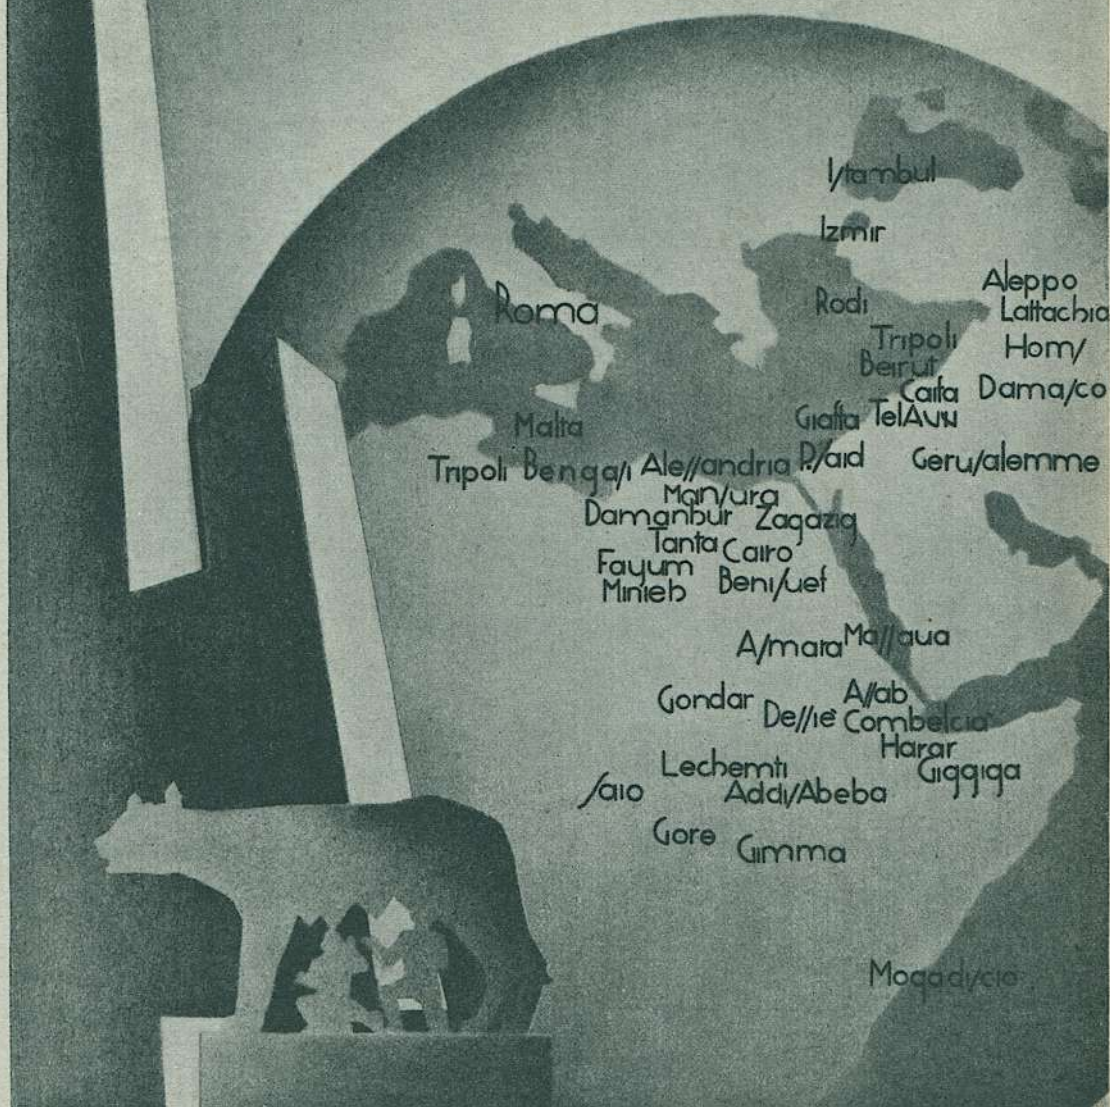 Istambul
Izmir
Aleppo
Roma
Rodi
Lattachia
Tripoli
Homs
Beirut
Caifa
Damasco
Malta
Giaffa
TelAviv
Tripoli
Bengasi
Alessandria
P.Said
Gerusalemme
Mansura
Damanhur
Zagazig
Tanta
Cairo
Fayum
Minieh
Benisuef
Asmara
Massaua
Gondar
Assab
Dessiè
Combolcia
Harar
Lechemti
Giggiga
Saio
Addis Abeba
Gore
Gimma
Mogadiscio